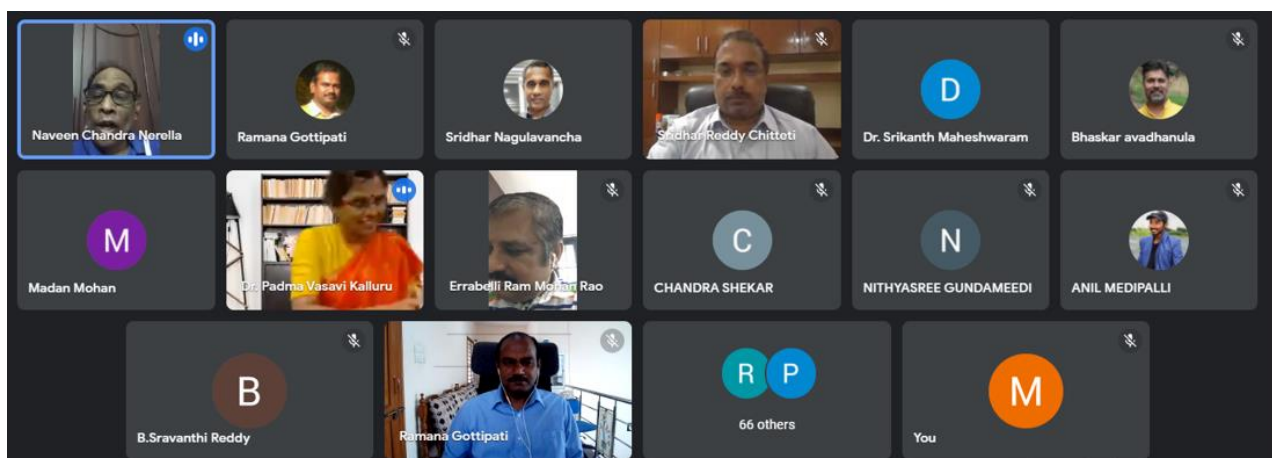 Naveen Chandra Nerella
Ramana Gottipati
Sridhar Nagulavancha
Sridhar Reddy Chitteti
D
Dr. Srikanth Maheshwaram
Bhaskar avadhanula
M
Madan Mohan
Dr. Padma Vasavi Kalluru
Errabelli Ram Mohan Rao
C
CHANDRA SHEKAR
N
NITHYASREE GUNDAMEEDI
ANIL MEDIPALLI
B
B.Sravanthi Reddy
Ramana Gottipati
R P
66 others
M
You